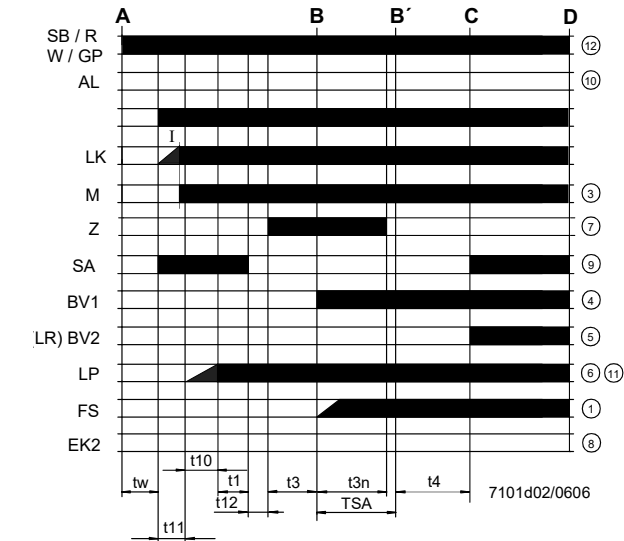 A B B´ C D
SB / R
W / GP 12
AL 10
I
LK
M 3
Z 7
SA 9
BV1 4
LR) BV2 5
LP 6 11
FS 1
EK2 8
t10
tw t1 t3 t3n t4 7101d02/0606
t12 TSA
t11